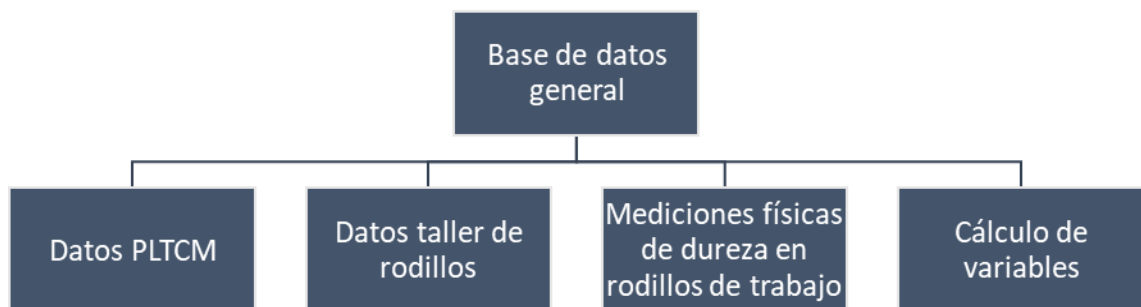 Base de datos
general
Datos PLTCM
Datos taller de
rodillos
Mediciones físicas
de dureza en
rodillos de trabajo
Cálculo de
variables